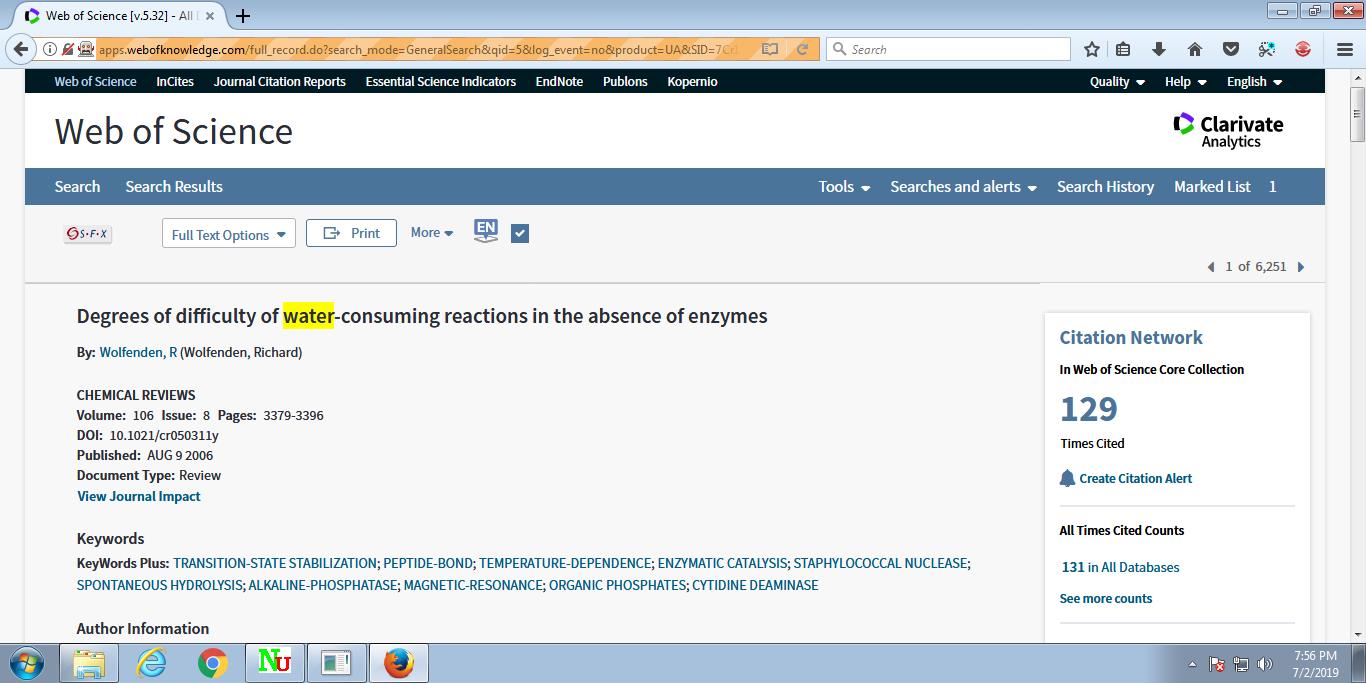 Web of Science [v.5.32] - All
apps.webofknowledge.com/full_record.do?search_mode=GeneralSearch&qid=5&log_event=no&product=UA&SID=7C
Search
Web of Science InCites Journal Citation Reports Essential Science Indicators EndNote Publons Kopernio Quality Help English
Web of Science
Clarivate
Analytics
Search Search Results Tools Searches and alerts Search History Marked List 1
S·F·X Full Text Options Print More EN
1 of 6,251
Degrees of difficulty of water-consuming reactions in the absence of enzymes
By: Wolfenden, R (Wolfenden, Richard)
CHEMICAL REVIEWS
Volume: 106 Issue: 8 Pages: 3379-3396
DOI: 10.1021/cr050311y
Published: AUG 9 2006
Document Type: Review
View Journal Impact
Keywords
KeyWords Plus: TRANSITION-STATE STABILIZATION; PEPTIDE-BOND; TEMPERATURE-DEPENDENCE; ENZYMATIC CATALYSIS; STAPHYLOCOCCAL NUCLEASE;
SPONTANEOUS HYDROLYSIS; ALKALINE-PHOSPHATASE; MAGNETIC-RESONANCE; ORGANIC PHOSPHATES; CYTIDINE DEAMINASE
Author Information
Citation Network
In Web of Science Core Collection
129
Times Cited
Create Citation Alert
All Times Cited Counts
131 in All Databases
See more counts
NU
7:56 PM
7/2/2019